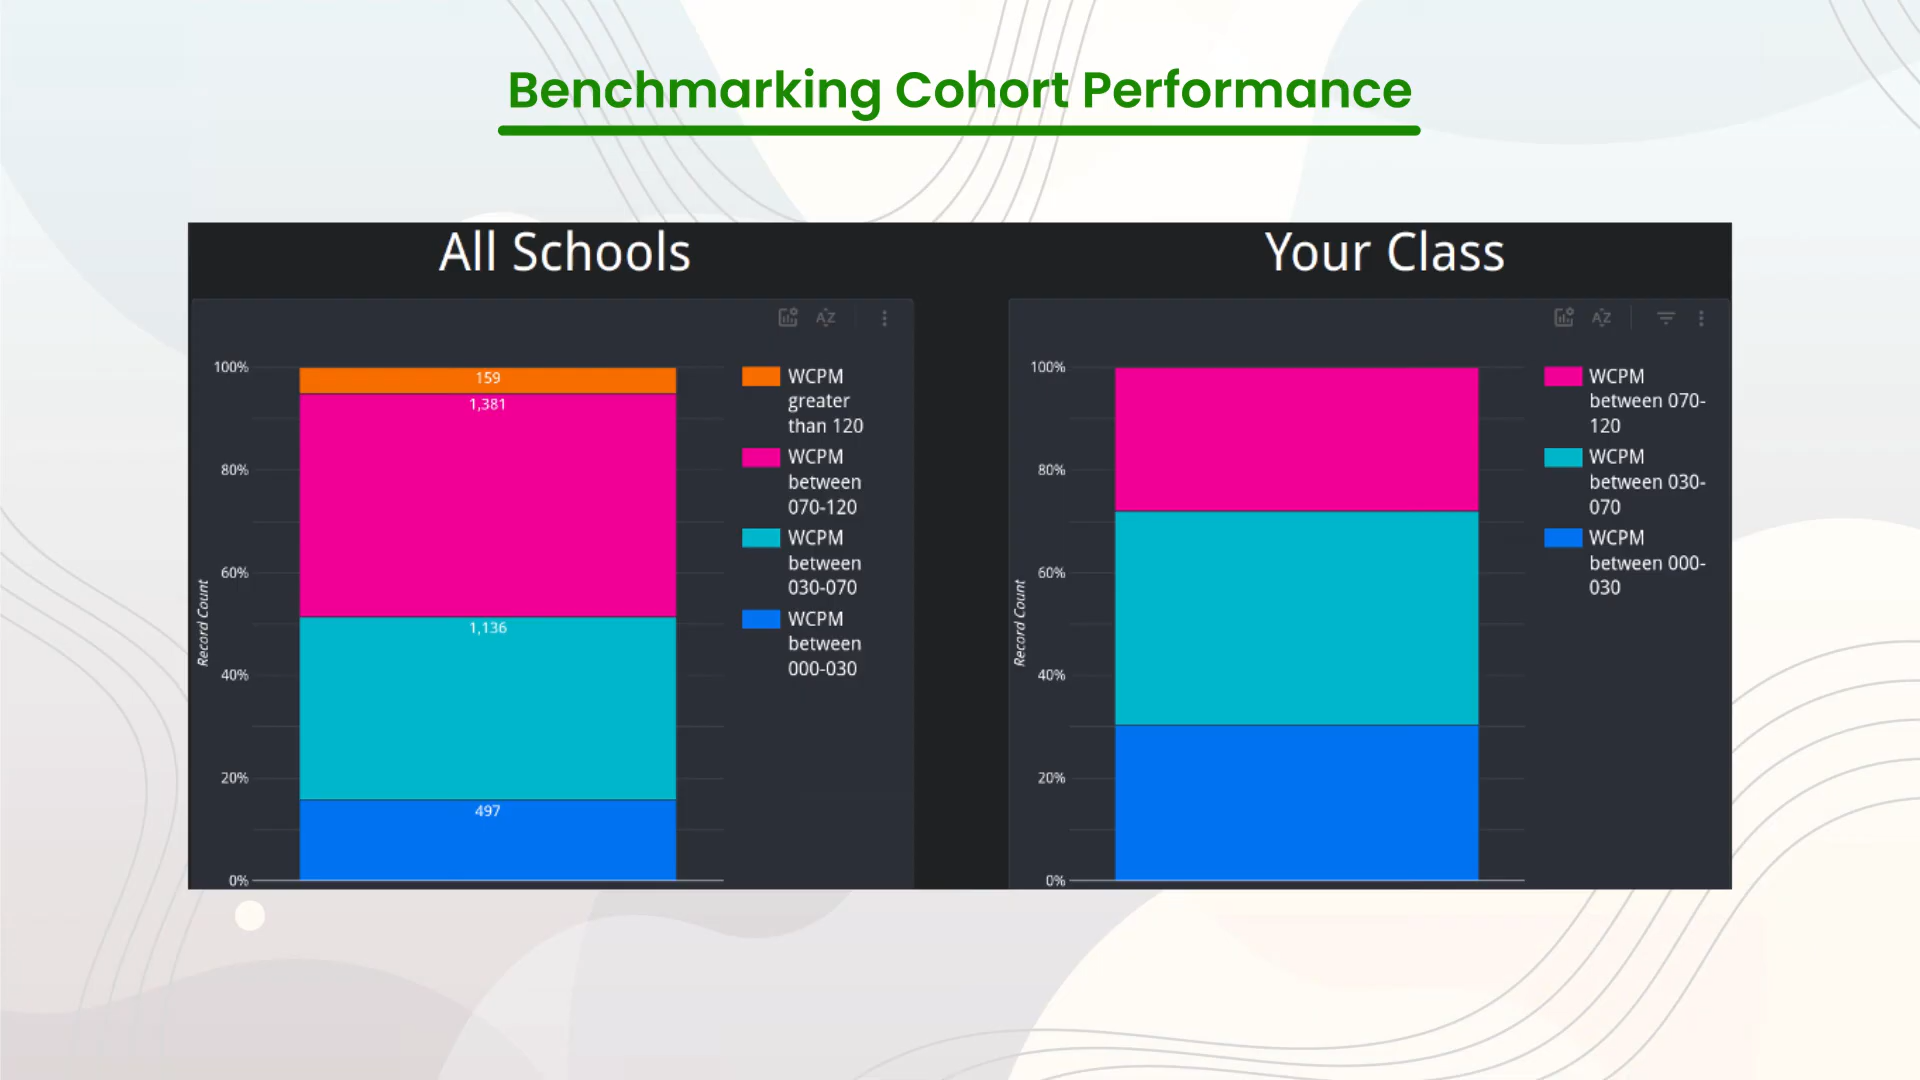 Benchmarking Cohort Performance
All Schools
Your Class
AZ
100%
80%
60%
40%
20%
0%
Record Count
159
1,381
1,136
497
WCPM
greater
than 120
WCPM
between
070-120
WCPM
between
030-070
WCPM
between
000-030
AZ
100%
80%
60%
40%
20%
0%
Record Count
WCPM
between 070-
120
WCPM
between 030-
070
WCPM
between 000-
030